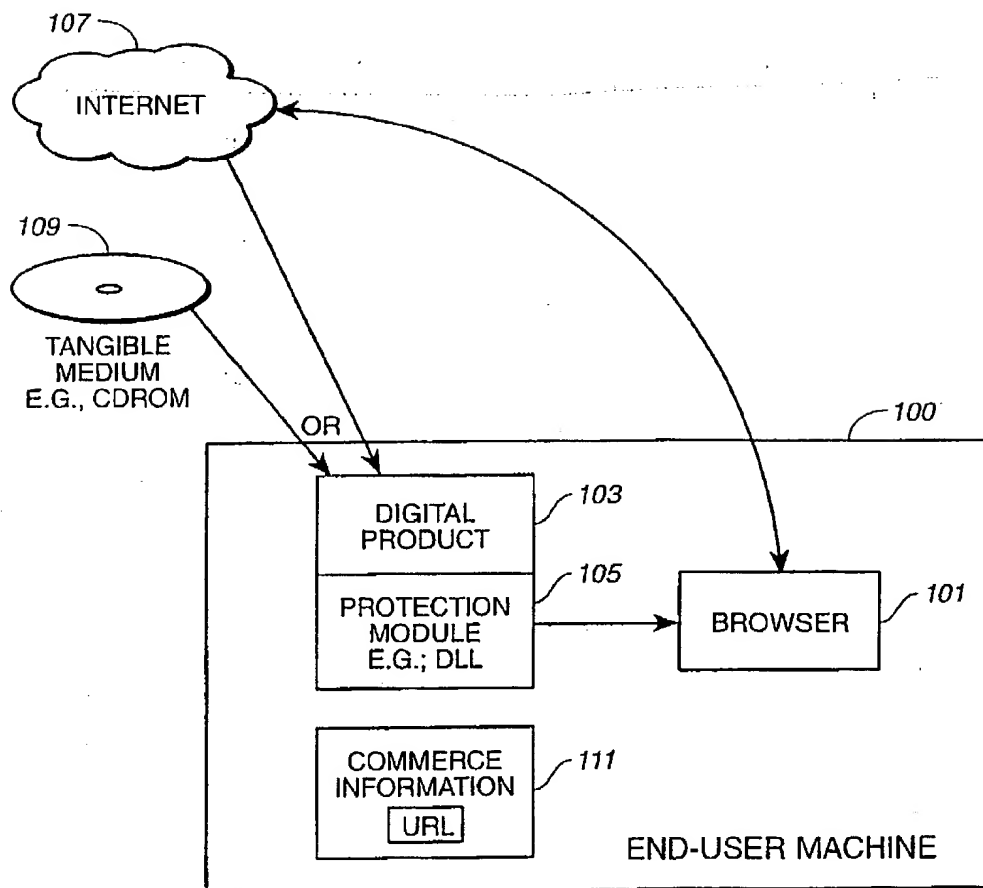 107
INTERNET
109
TANGIBLE
MEDIUM
E.G., CDROM
OR
100
DIGITAL
PRODUCT
103
PROTECTION
MODULE
E.G.; DLL
105
BROWSER
101
COMMERCE
INFORMATION
URL
111
END-USER MACHINE